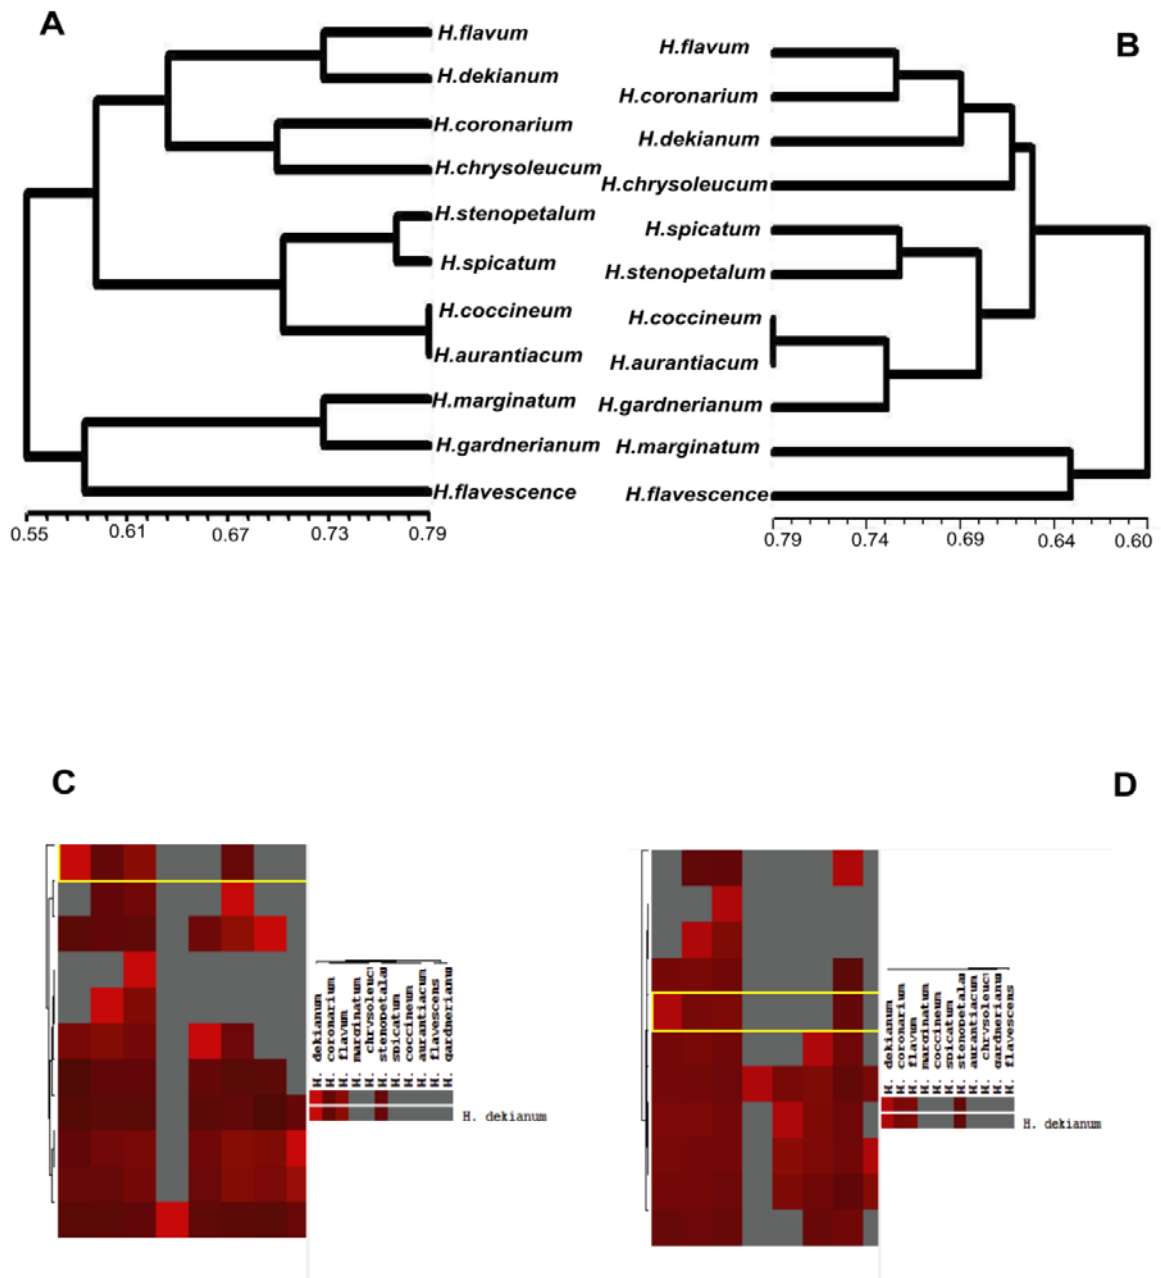 A
H.flavum
H.dekianum
H.coronarium
H.chrysoleucum
H.stenopetalum
H.spicatum
H.coccineum
H.aurantiacum
H.marginatum
H.gardnerianum
H.flavescence
0.55 0.61 0.67 0.73 0.79
B
H.flavum
H.coronarium
H.dekianum
H.chrysoleucum
H.spicatum
H.stenopetalum
H.coccineum
H.aurantiacum
H.gardnerianum
H.marginatum
H.flavescence
0.79 0.74 0.69 0.64 0.60
C
H. dekianum
H. coronarium
H. flavum
H. marginatum
H. chrysoleuc
H. stenopetalu
H. spicatum
H. coccineum
H. aurantiacum
H. flavescens
H. gardnerianu
H. dekianum
D
H. dekianum
H. coronarium
H. flavum
H. marginatum
H. coccineum
H. spicatum
H. stenopetalu
H. aurantiacum
H. chrysoleuc
H. gardnerianu
H. flavescens
H. dekianum